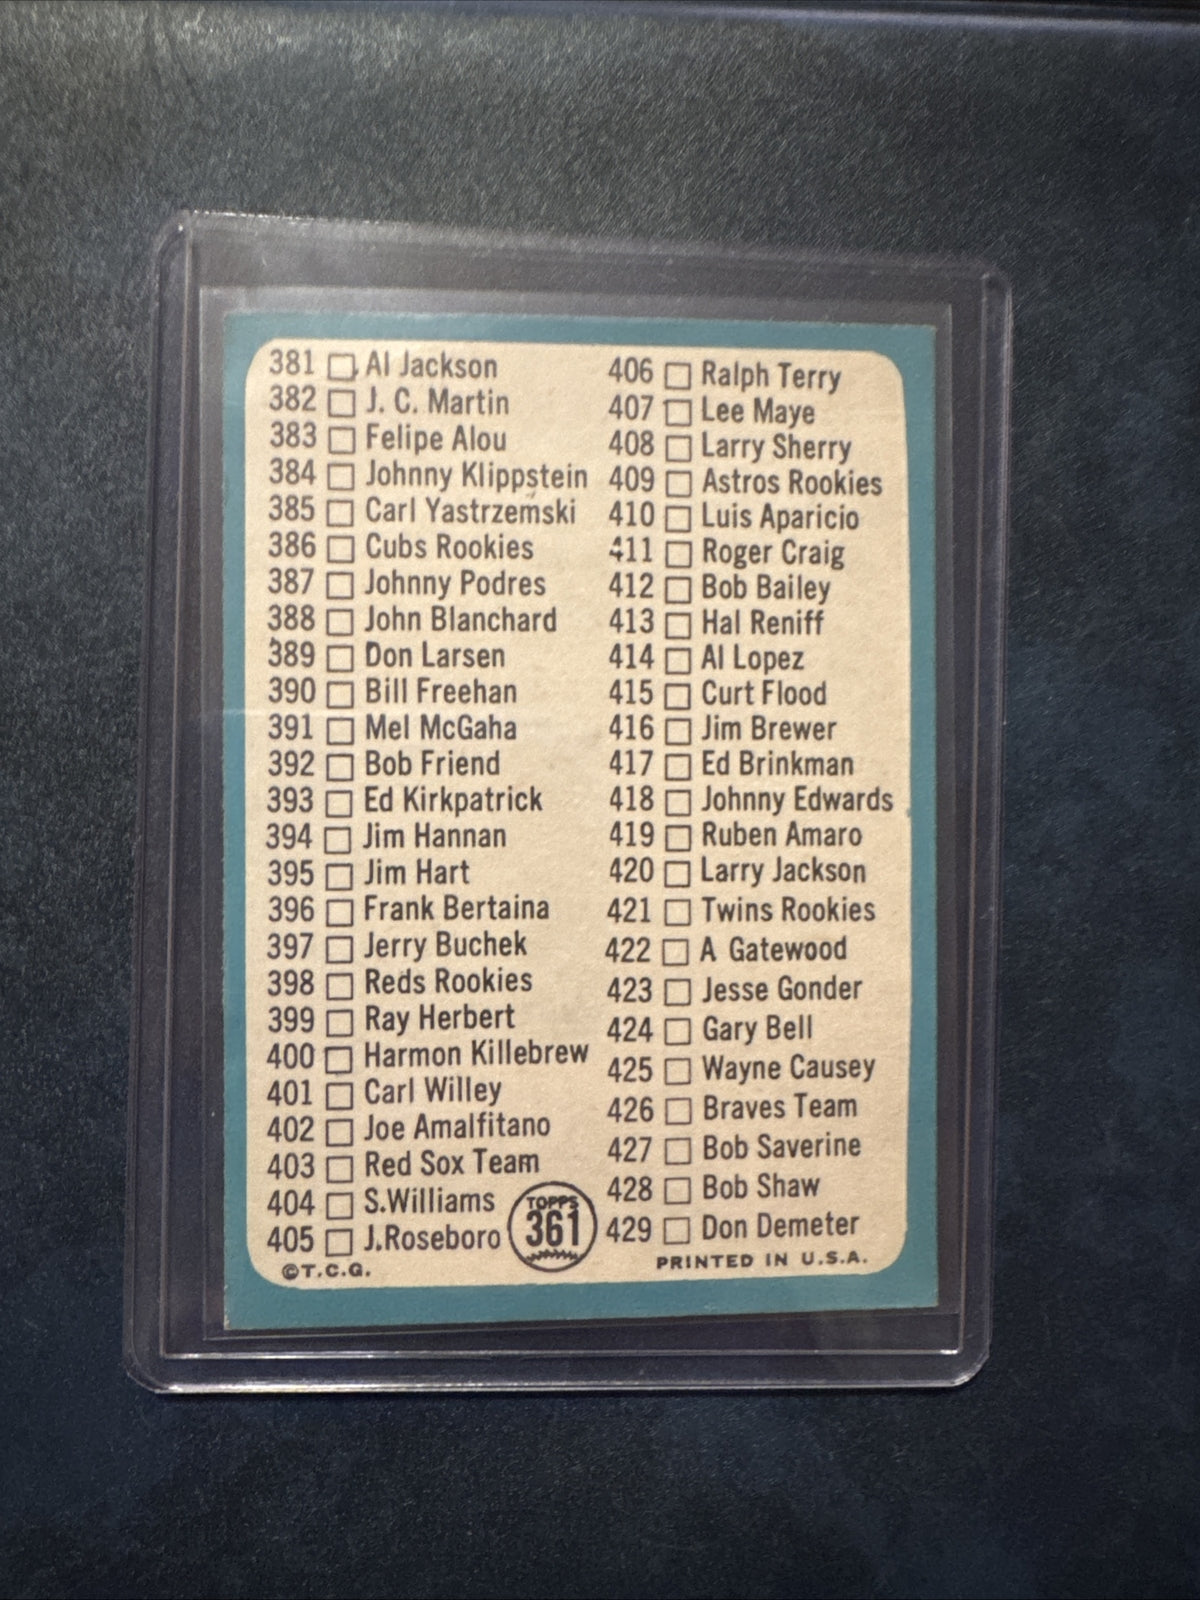 381 Al Jackson
382 J. C. Martin
383 Felipe Alou
384 Johnny Klippstein
385 Carl Yastrzemski
386 Cubs Rookies
387 Johnny Podres
388 John Blanchard
389 Don Larsen
390 Bill Freehan
391 Mel McGaha
392 Bob Friend
393 Ed Kirkpatrick
394 Jim Hannan
395 Jim Hart
396 Frank Bertaina
397 Jerry Buchek
398 Reds Rookies
399 Ray Herbert
400 Harmon Killebrew
401 Carl Willey
402 Joe Amalfitano
403 Red Sox Team
404 S.Williams
405 J.Roseboro
©T.C.G.
TOPPS
361
406 Ralph Terry
407 Lee Maye
408 Larry Sherry
409 Astros Rookies
410 Luis Aparicio
411 Roger Craig
412 Bob Bailey
413 Hal Reniff
414 Al Lopez
415 Curt Flood
416 Jim Brewer
417 Ed Brinkman
418 Johnny Edwards
419 Ruben Amaro
420 Larry Jackson
421 Twins Rookies
422 A Gatewood
423 Jesse Gonder
424 Gary Bell
425 Wayne Causey
426 Braves Team
427 Bob Saverine
428 Bob Shaw
429 Don Demeter
PRINTED IN U.S.A.